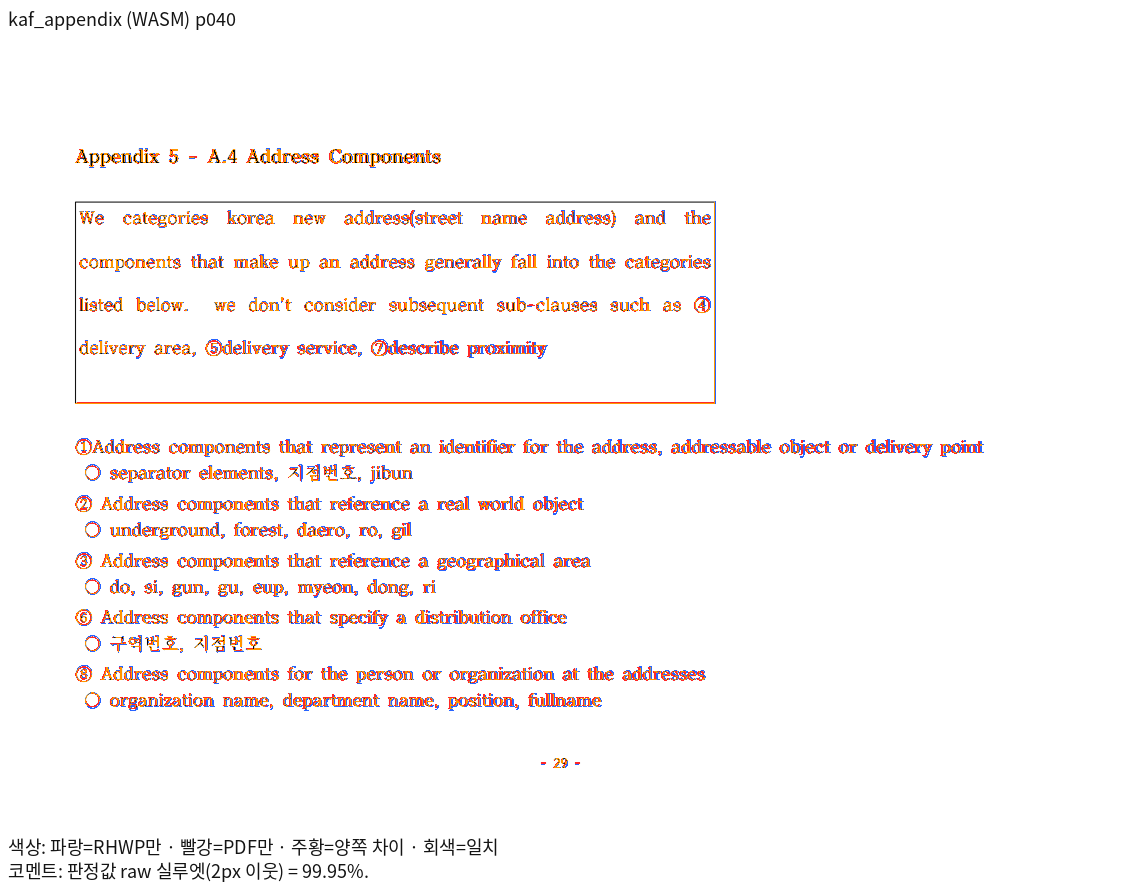 kaf_appendix (WASM) p040
Appendix 5 - A.4 Address Components
We categories korea new address(street name address) and the
components that make up an address generally fall into the categories
listed below.  we don't consider subsequent sub-clauses such as ④
delivery area, ⑤delivery service, ⑦describe proximity
①Address components that represent an identifier for the address, addressable object or delivery point
○ separator elements, 지점번호, jibun
② Address components that reference a real world object
○ underground, forest, daero, ro, gil
③ Address components that reference a geographical area
○ do, si, gun, gu, eup, myeon, dong, ri
⑥ Address components that specify a distribution office
○ 구역번호, 지점번호
⑧ Address components for the person or organization at the addresses
○ organization name, department name, position, fullname
- 29 -
색상: 파랑=RHWP만 · 빨강=PDF만 · 주황=양쪽 차이 · 회색=일치
코멘트: 판정값 raw 실루엣(2px 이웃) = 99.95%.